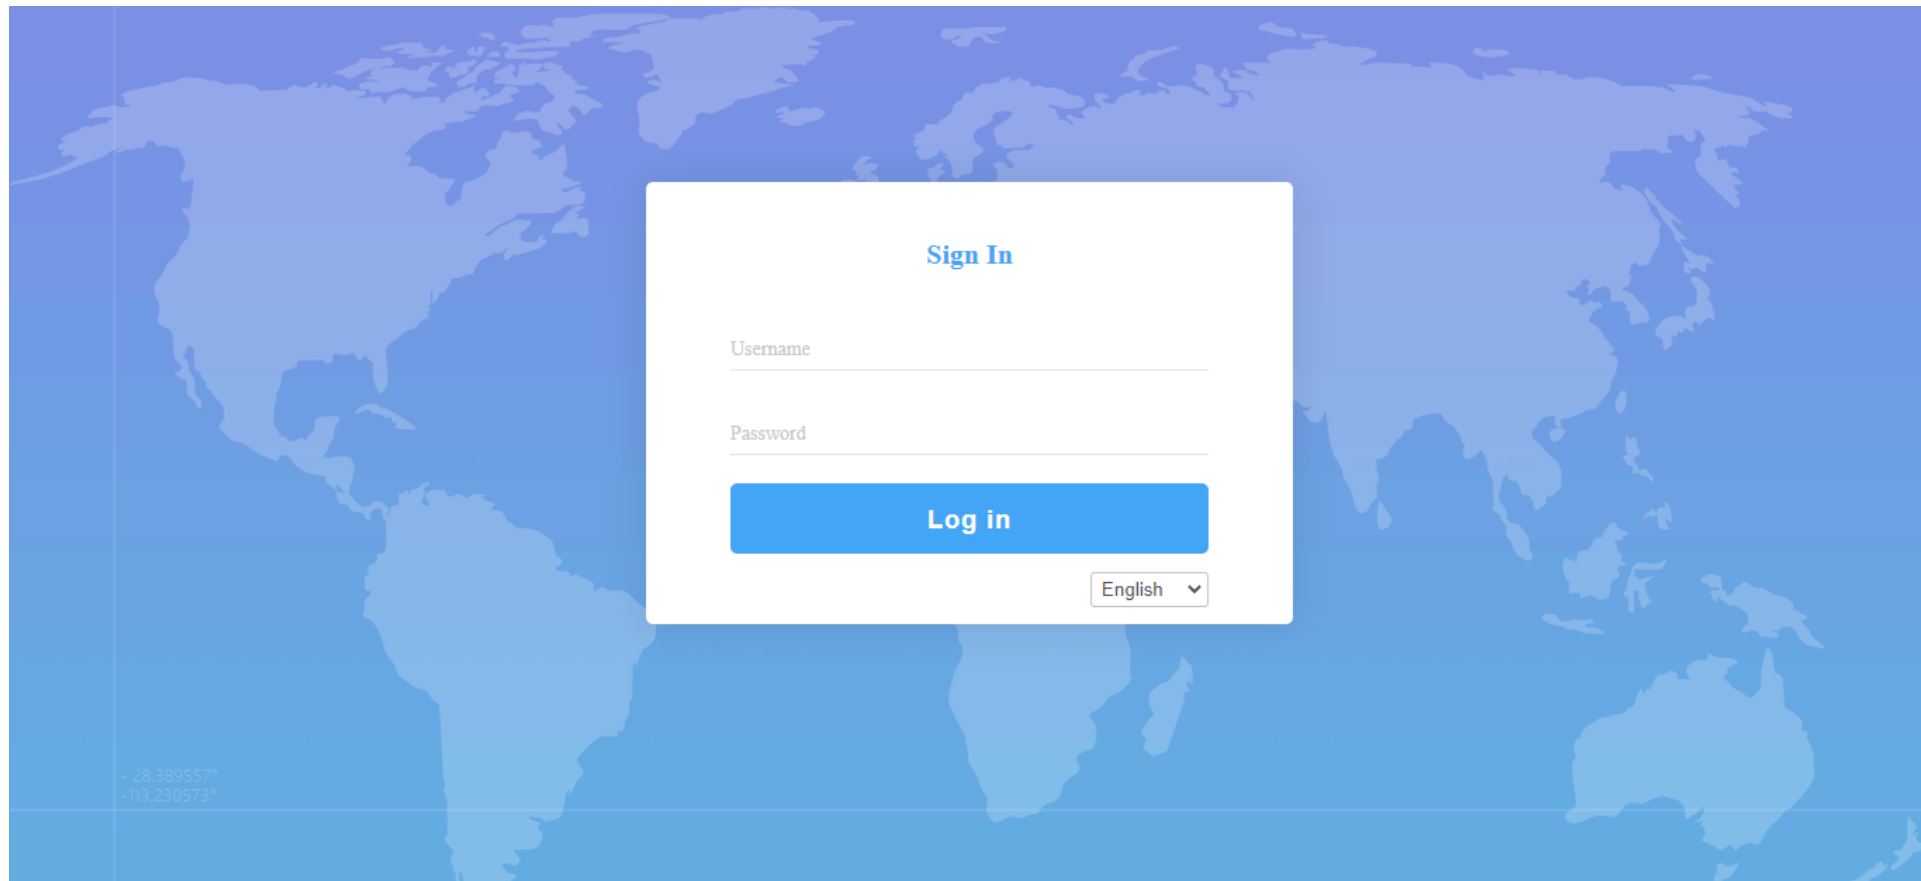 Sign In
Username
Password
Log in
English
- 28.389557°
-113.230573°